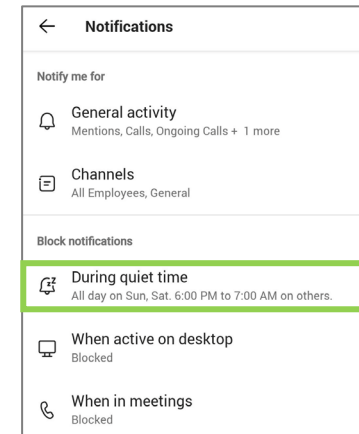 Notifications
Notify me for
General activity
Mentions, Calls, Ongoing Calls + 1 more
Channels
All Employees, General
Block notifications
During quiet time
All day on Sun, Sat. 6:00 PM to 7:00 AM on others.
When active on desktop
Blocked
When in meetings
Blocked